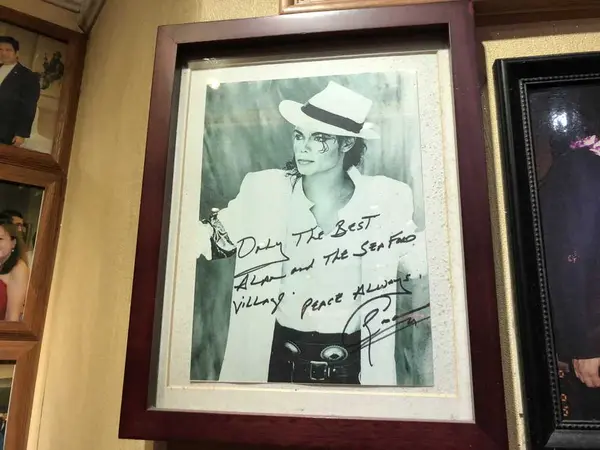 Only The Best
Alan and The Sea Food
Village.
Peace Always.